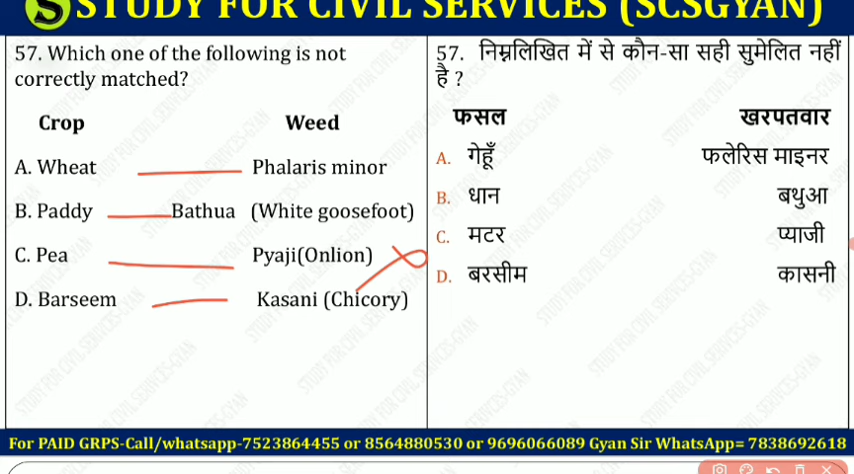 S STUDY FOR CIVIL SERVICES (SCSGYAN)
57. Which one of the following is not
correctly matched?
Crop Weed
A. Wheat Phalaris minor
B. Paddy Bathua (White goosefoot)
C. Pea Pyaji(Onlion)
D. Barseem Kasani (Chicory)
57. निम्नलिखित में से कौन-सा सही सुमेलित नहीं
है ?
फसल खरपतवार
A. गेहूँ फलेरिस माइनर
B. धान बथुआ
C. मटर प्याजी
D. बरसीम कासनी
For PAID GRPS-Call/whatsapp-7523864455 or 8564880530 or 9696066089 Gyan Sir WhatsApp= 7838692618